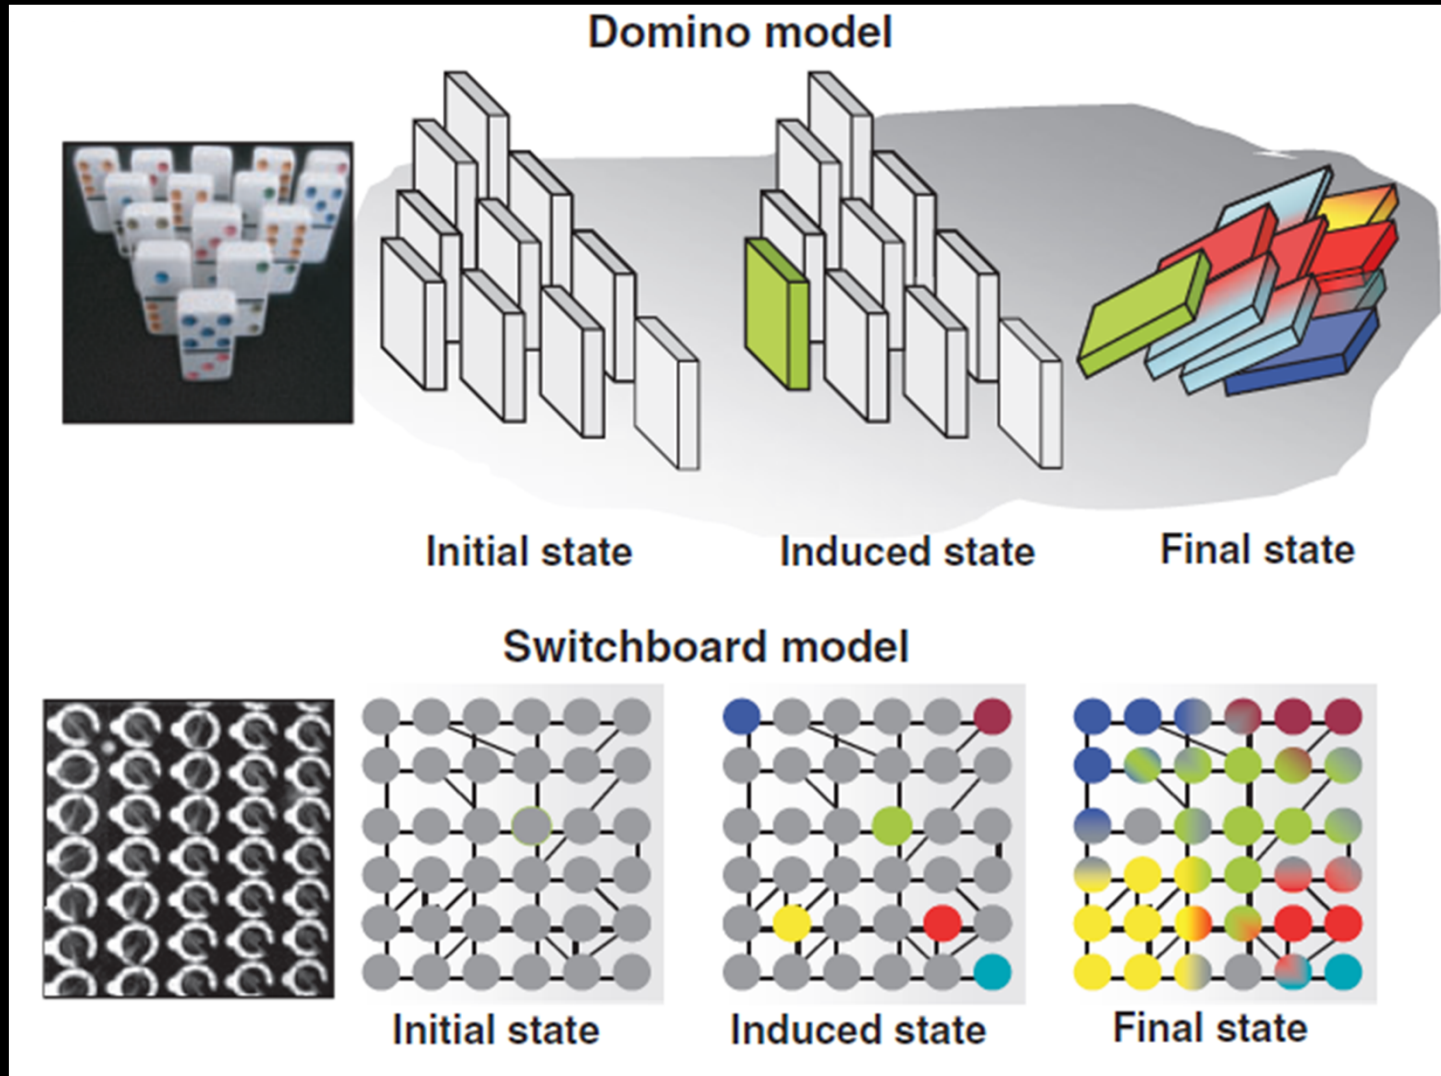 Domino model
Initial state
Induced state
Final state
Switchboard model
Initial state
Induced state
Final state